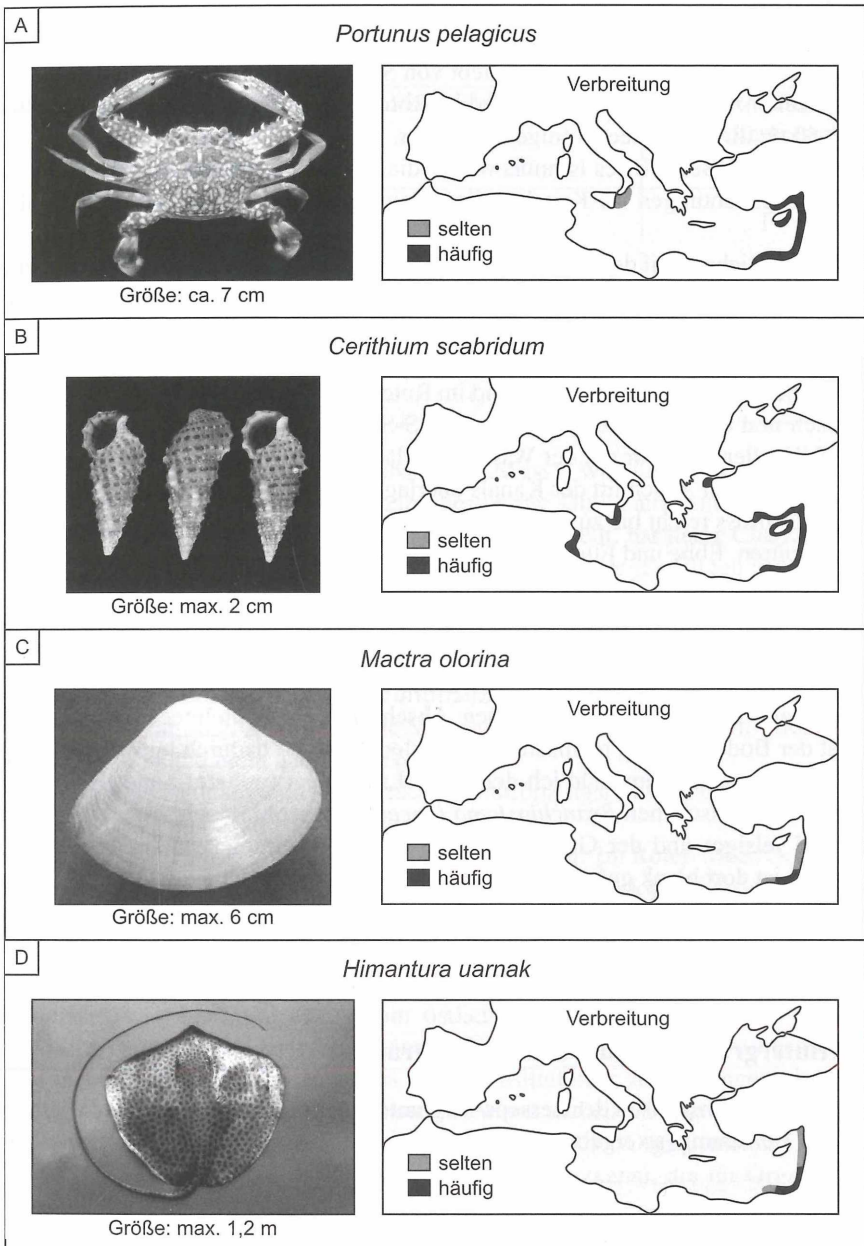 A
Portunus pelagicus
Verbreitung
selten
häufig
Größe: ca. 7 cm
B
Cerithium scabridum
Verbreitung
selten
häufig
Größe: max. 2 cm
C
Mactra olorina
Verbreitung
selten
häufig
Größe: max. 6 cm
D
Himantura uarnak
Verbreitung
selten
häufig
Größe: max. 1,2 m